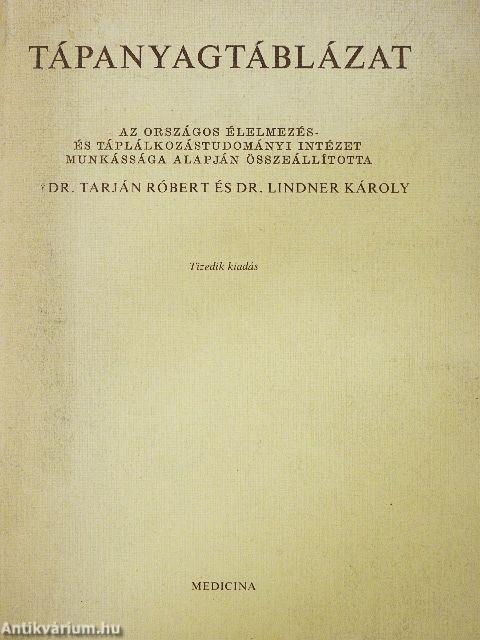 TÁPANYAGTÁBLÁZAT
AZ ORSZÁGOS ÉLELMEZÉS-
ÉS TÁPLÁLKOZÁSTUDOMÁNYI INTÉZET
MUNKÁSSÁGA ALAPJÁN ÖSSZEÁLLÍTOTTA
† DR. TARJÁN RÓBERT ÉS DR. LINDNER KÁROLY
Tizedik kiadás
MEDICINA
Antikvárium.hu